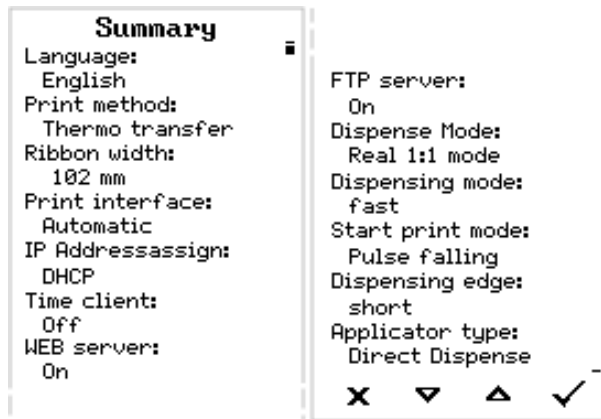 Summary
Language:
English
Print method:
Thermo transfer
Ribbon width:
102 mm
Print interface:
Automatic
IP Addressassign:
DHCP
Time client:
Off
WEB server:
On
FTP server:
On
Dispense Mode:
Real 1:1 mode
Dispensing mode:
fast
Start print mode:
Pulse falling
Dispensing edge:
short
Applicator type:
Direct Dispense